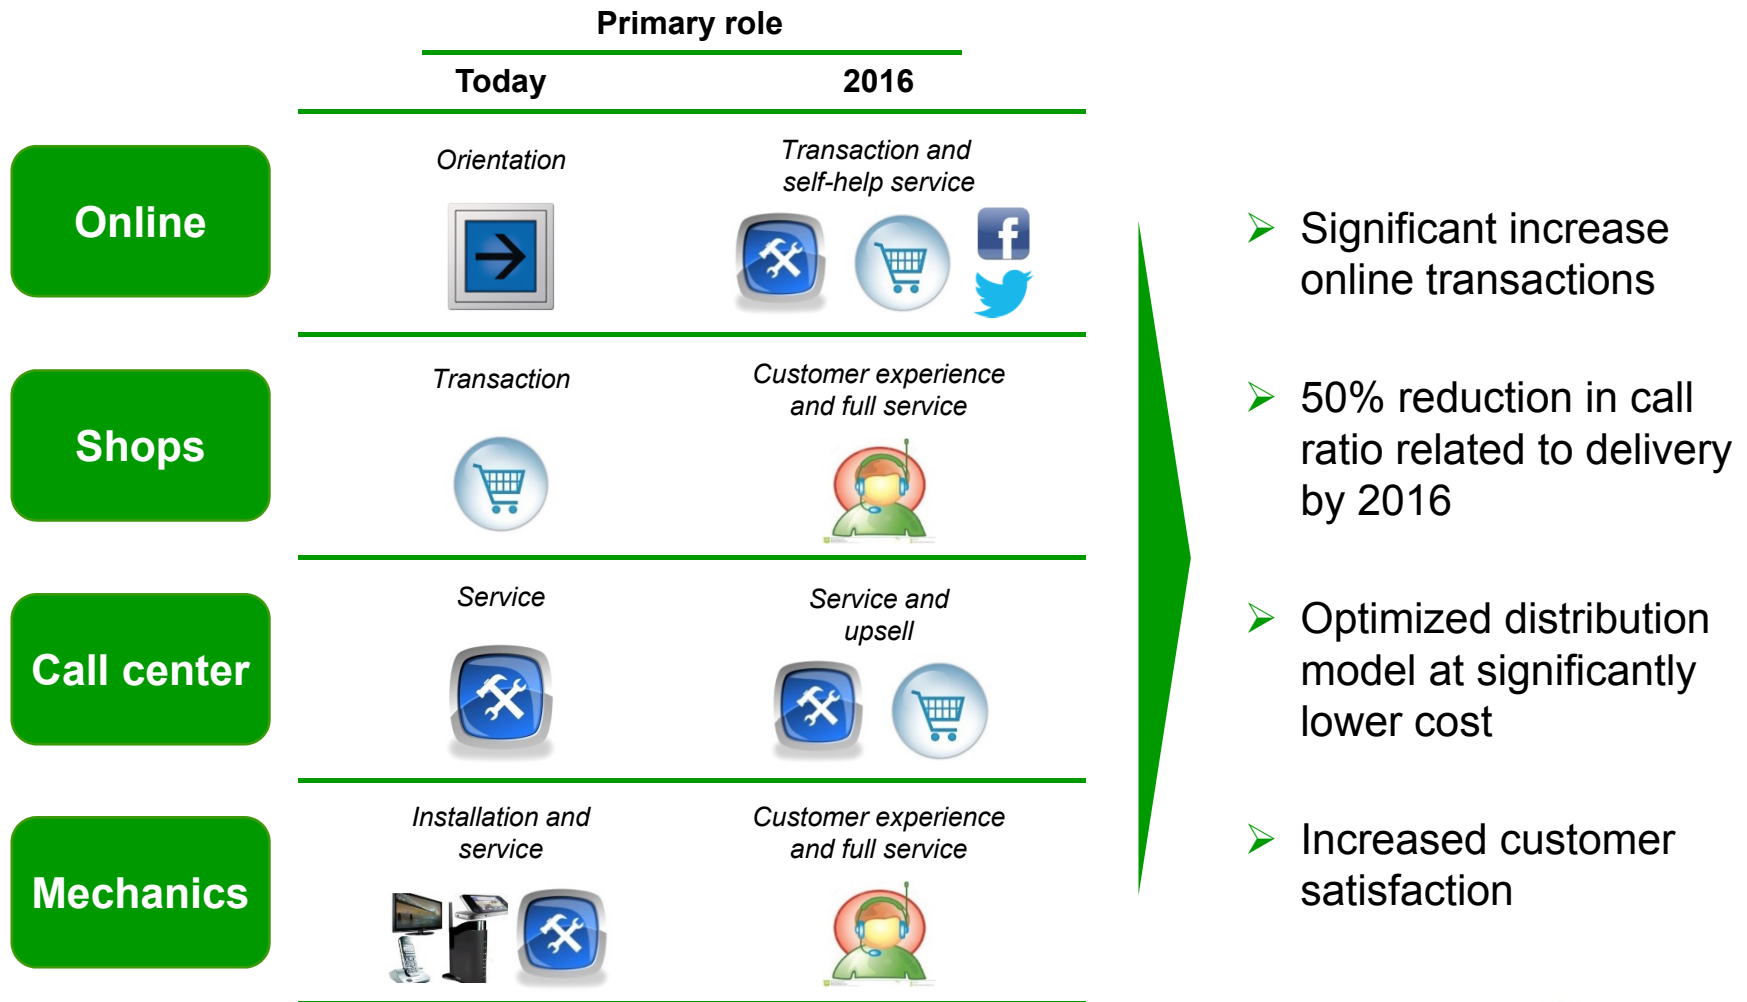 Primary role
Today
2016
Online
Orientation
Transaction and
self-help service
Shops
Transaction
Customer experience
and full service
Call center
Service
Service and
upsell
Mechanics
Installation and
service
Customer experience
and full service
Significant increase
online transactions
50% reduction in call
ratio related to delivery
by 2016
Optimized distribution
model at significantly
lower cost
Increased customer
satisfaction